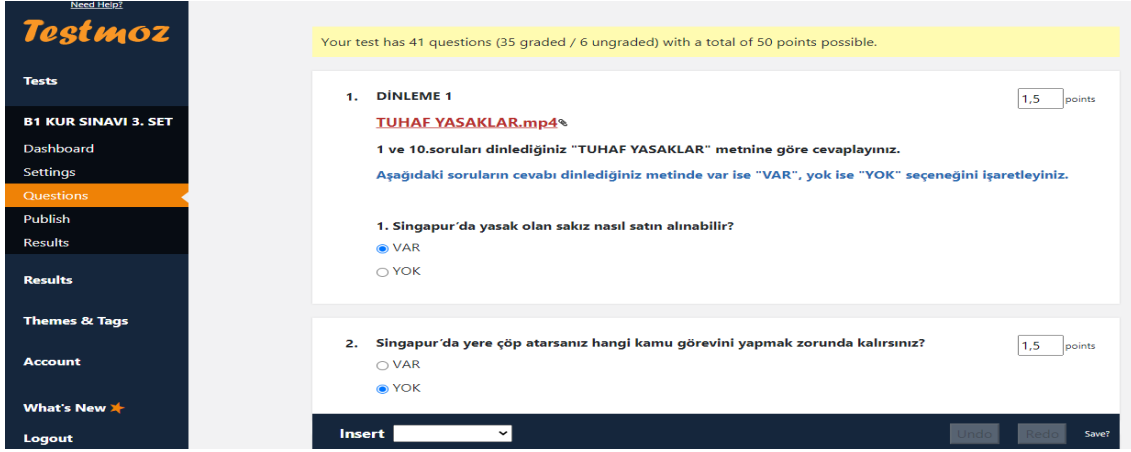 Need Help?
Testmoz
Tests
B1 KUR SINAVI 3. SET
Dashboard
Settings
Questions
Publish
Results
Results
Themes & Tags
Account
What's New
Logout
Your test has 41 questions (35 graded / 6 ungraded) with a total of 50 points possible.
1. DİNLEME 1
1,5 points
TUHAF YASAKLAR.mp4
1 ve 10.soruları dinlediğiniz "TUHAF YASAKLAR" metnine göre cevaplayınız.
Aşağıdaki soruların cevabı dinlediğiniz metinde var ise "VAR", yok ise "YOK" seçeneğini işaretleyiniz.
1. Singapur´da yasak olan sakız nasıl satın alınabilir?
VAR
YOK
2. Singapur´da yere çöp atarsanız hangi kamu görevini yapmak zorunda kalırsınız?
1,5 points
VAR
YOK
Insert
Undo Redo Save?